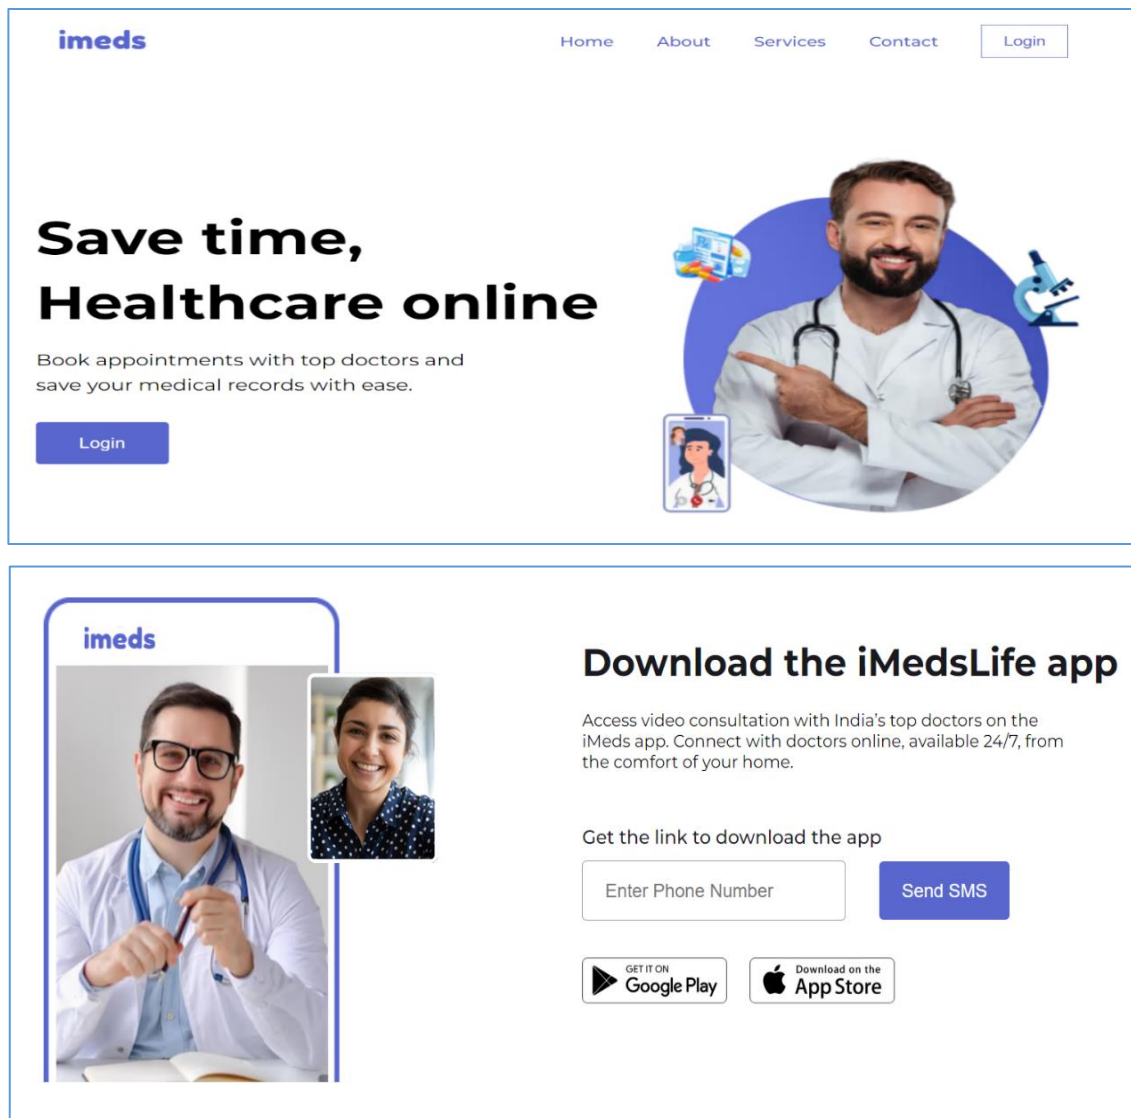 imeds
Home About Services Contact Login
Save time,
Healthcare online
Book appointments with top doctors and
save your medical records with ease.
Login
imeds
Download the iMedsLife app
Access video consultation with India's top doctors on the
iMeds app. Connect with doctors online, available 24/7, from
the comfort of your home.
Get the link to download the app
Enter Phone Number
Send SMS
GET IT ON
Google Play
Download on the
App Store